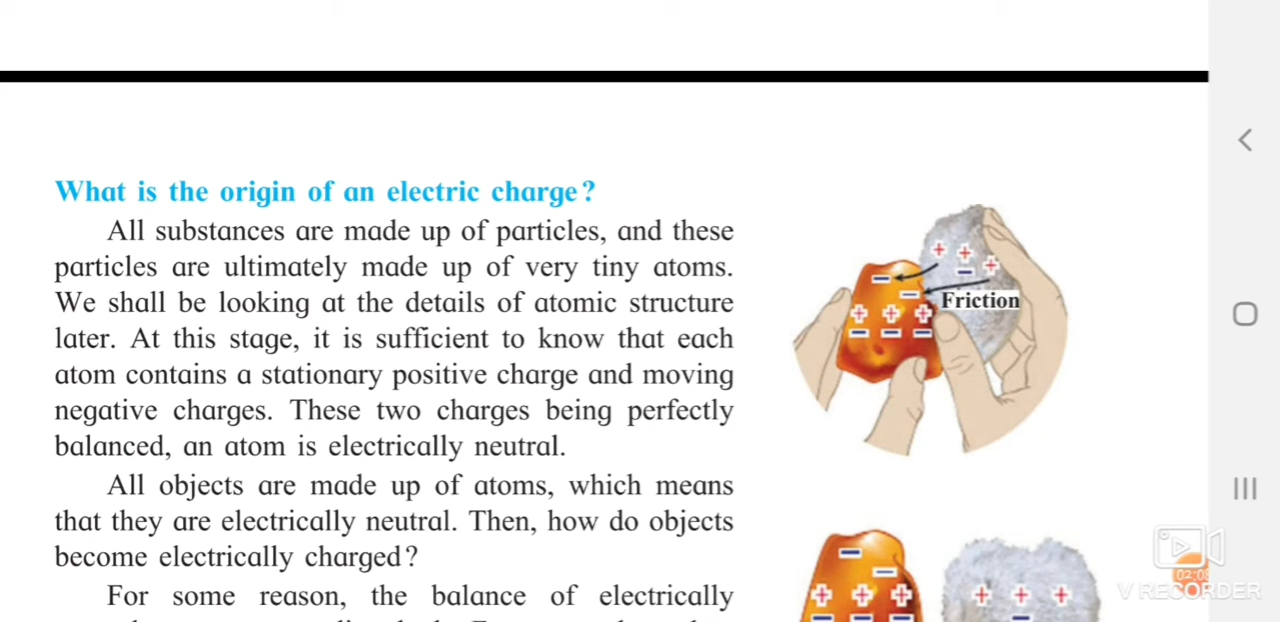 What is the origin of an electric charge?
All substances are made up of particles, and these
particles are ultimately made up of very tiny atoms.
We shall be looking at the details of atomic structure
later. At this stage, it is sufficient to know that each
atom contains a stationary positive charge and moving
negative charges. These two charges being perfectly
balanced, an atom is electrically neutral.
All objects are made up of atoms, which means
that they are electrically neutral. Then, how do objects
become electrically charged?
For some reason, the balance of electrically
Friction
V RECORDER